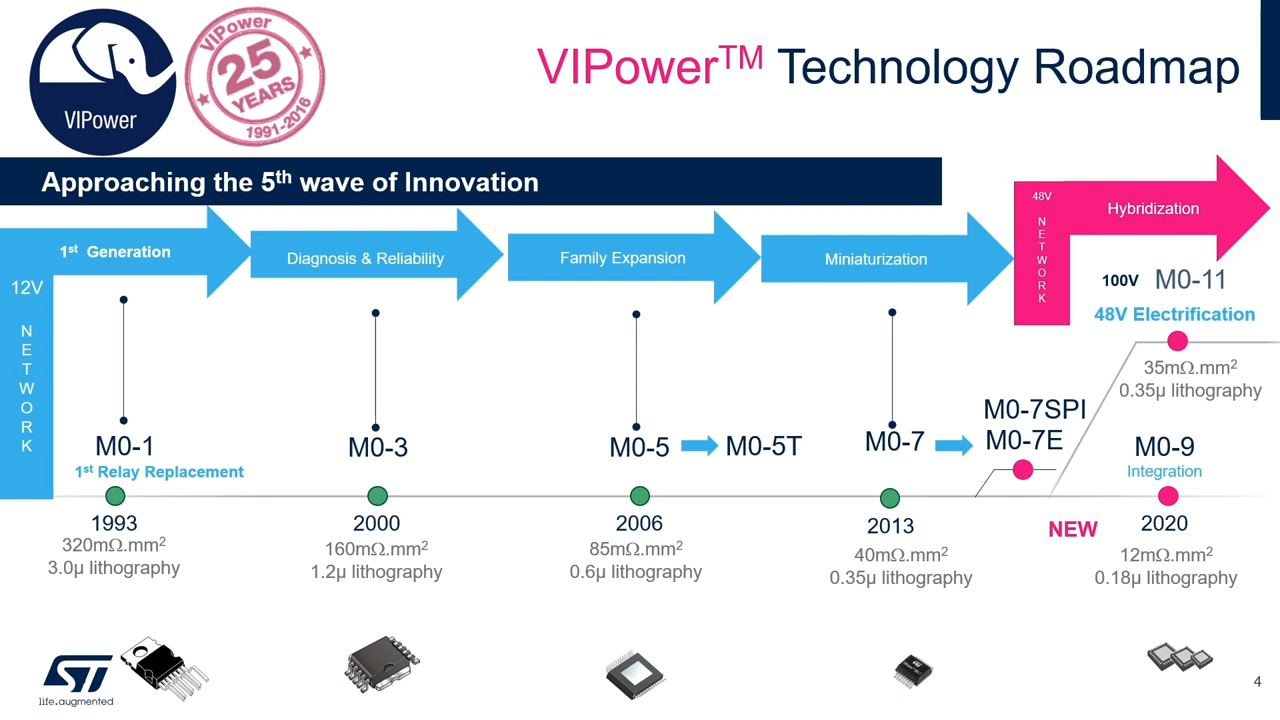 VIPower
VIPower
25
YEARS
1991-2016
VIPower™ Technology Roadmap
Approaching the 5th wave of Innovation
1st Generation
Diagnosis & Reliability
Family Expansion
Miniaturization
48V
NETWORK
Hybridization
12V
NETWORK
100V M0-11
48V Electrification
35mΩ.mm²
0.35µ lithography
M0-1
1st Relay Replacement
M0-3
M0-5
M0-5T
M0-7
M0-7SPI
M0-7E
M0-9
Integration
1993
320mΩ.mm²
3.0µ lithography
2000
160mΩ.mm²
1.2µ lithography
2006
85mΩ.mm²
0.6µ lithography
2013
40mΩ.mm²
0.35µ lithography
NEW
2020
12mΩ.mm²
0.18µ lithography
ST
life.augmented
4